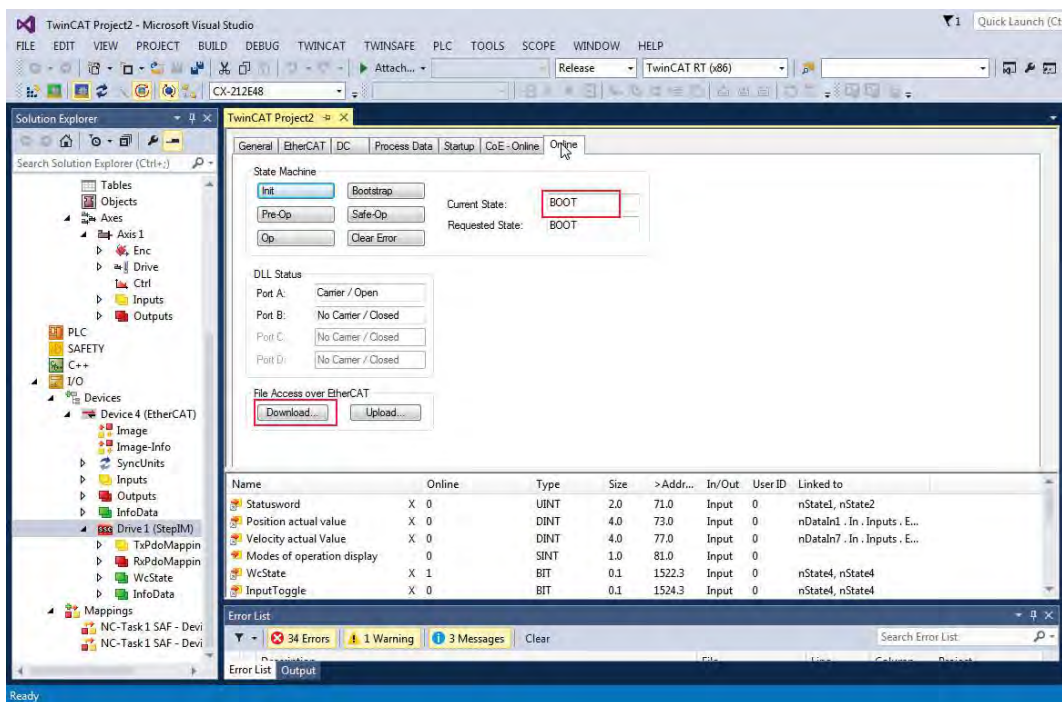 TwinCAT Project2 - Microsoft Visual Studio
1
Quick Launch (Ct
FILE EDIT VIEW PROJECT BUILD DEBUG TWINCAT TWINSAFE PLC TOOLS SCOPE WINDOW HELP
Attach...
Release
TwinCAT RT (x86)
CX-212E48
Solution Explorer
Search Solution Explorer (Ctrl+;)
Tables
Objects
Axes
Axis 1
Enc
Drive
Ctrl
Inputs
Outputs
PLC
SAFETY
C++
I/O
Devices
Device 4 (EtherCAT)
Image
Image-Info
SyncUnits
Inputs
Outputs
InfoData
Drive 1 (StepIM)
TxPdoMappin
RxPdoMappin
WcState
InfoData
Mappings
NC-Task 1 SAF - Devi
NC-Task 1 SAF - Devi
TwinCAT Project2
General EtherCAT DC Process Data Startup CoE - Online Online
State Machine
Init Bootstrap
Pre-Op Safe-Op
Op Clear Error
Current State: BOOT
Requested State: BOOT
DLL Status
Port A: Carrier / Open
Port B: No Carrier / Closed
Port C: No Carrier / Closed
Port D: No Carrier / Closed
File Access over EtherCAT
Download... Upload...
Name Online Type Size >Addr... In/Out User ID Linked to
Statusword X 0 UINT 2.0 71.0 Input 0 nState1, nState2
Position actual value X 0 DINT 4.0 73.0 Input 0 nDataIn1 . In . Inputs . E...
Velocity actual Value X 0 DINT 4.0 77.0 Input 0 nDataIn7 . In . Inputs . E...
Modes of operation display 0 SINT 1.0 81.0 Input 0
WcState X 1 BIT 0.1 1522.3 Input 0 nState4, nState4
InputToggle X 0 BIT 0.1 1524.3 Input 0 nState4, nState4
Error List
34 Errors 1 Warning 3 Messages Clear
Search Error List
Error List Output
Ready